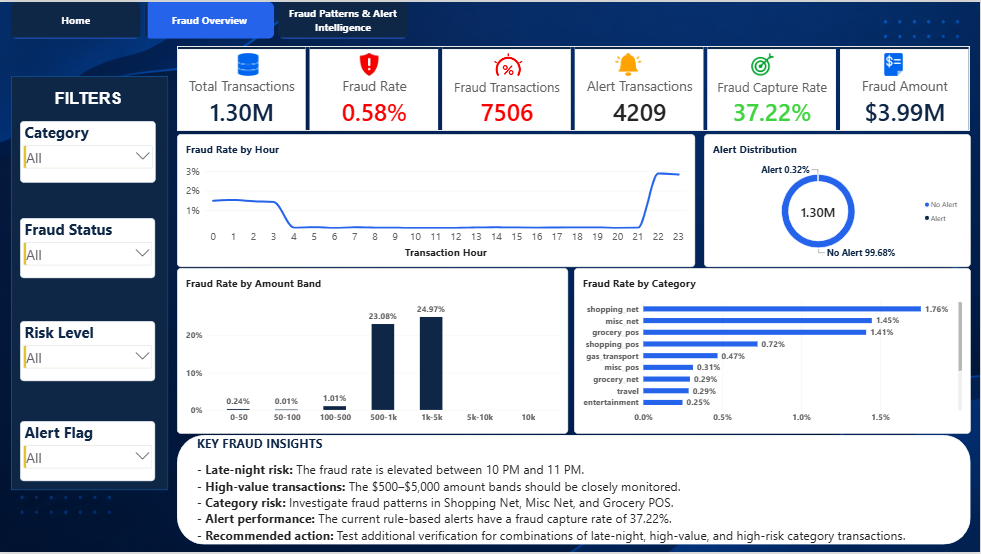 Home
Fraud Overview
Fraud Patterns & Alert
Intelligence
FILTERS
Category
All
Fraud Status
All
Risk Level
All
Alert Flag
All
Total Transactions
1.30M
Fraud Rate
0.58%
%
Fraud Transactions
7506
Alert Transactions
4209
Fraud Capture Rate
37.22%
$
Fraud Amount
$3.99M
Fraud Rate by Hour
3%
2%
1%
0 1 2 3 4 5 6 7 8 9 10 11 12 13 14 15 16 17 18 19 20 21 22 23
Transaction Hour
Alert Distribution
Alert 0.32%
1.30M
No Alert 99.68%
No Alert
Alert
Fraud Rate by Amount Band
20%
10%
0%
0.24%
0.01%
1.01%
23.08%
24.97%
0-50 50-100 100-500 500-1k 1k-5k 5k-10k 10k
Fraud Rate by Category
shopping_net 1.76%
misc_net 1.45%
grocery_pos 1.41%
shopping_pos 0.72%
gas_transport 0.47%
misc_pos 0.31%
grocery_net 0.29%
travel 0.29%
entertainment 0.25%
0.0% 0.5% 1.0% 1.5%
KEY FRAUD INSIGHTS
- Late-night risk: The fraud rate is elevated between 10 PM and 11 PM.
- High-value transactions: The $500–$5,000 amount bands should be closely monitored.
- Category risk: Investigate fraud patterns in Shopping Net, Misc Net, and Grocery POS.
- Alert performance: The current rule-based alerts have a fraud capture rate of 37.22%.
- Recommended action: Test additional verification for combinations of late-night, high-value, and high-risk category transactions.